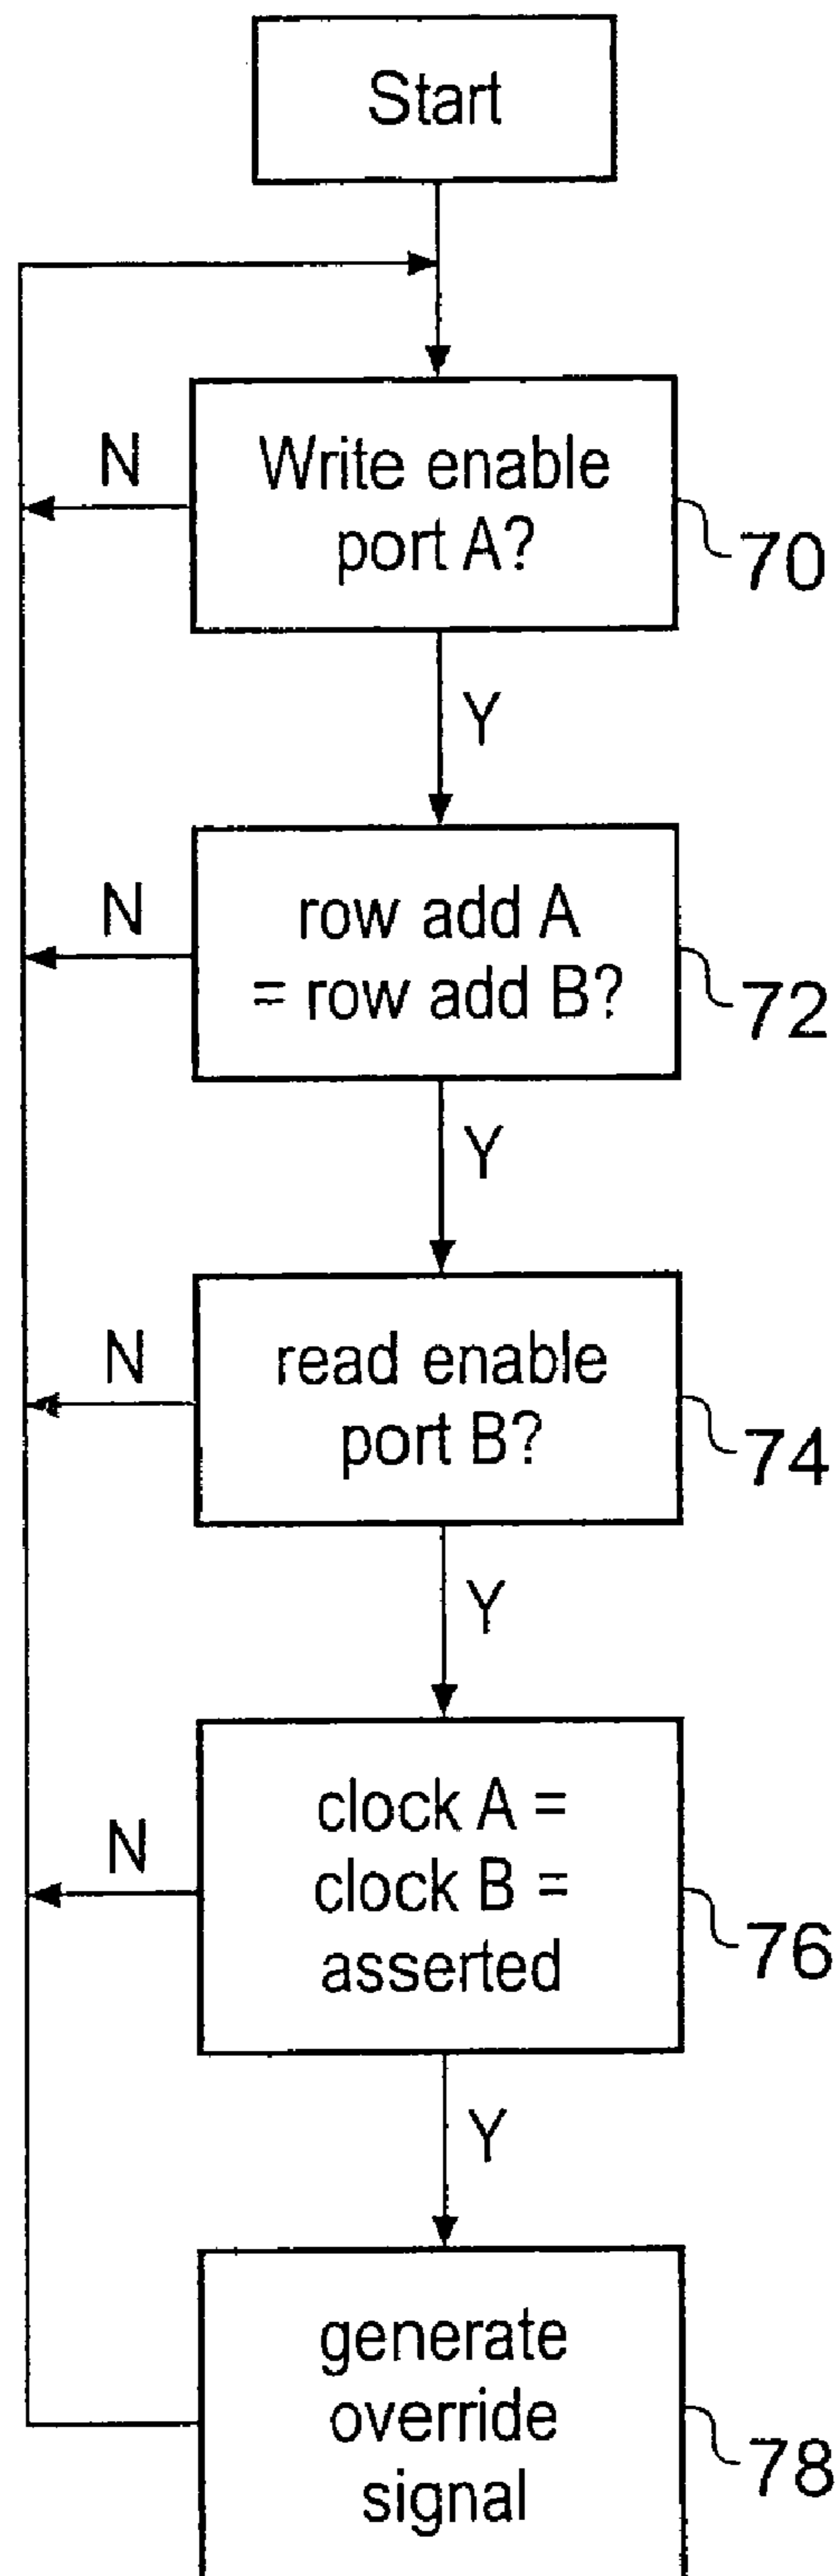 Start
N
Write enable
port A?
70
Y
N
row add A
= row add B?
72
Y
N
read enable
port B?
74
Y
N
clock A =
clock B =
asserted
76
Y
generate
override
signal
78